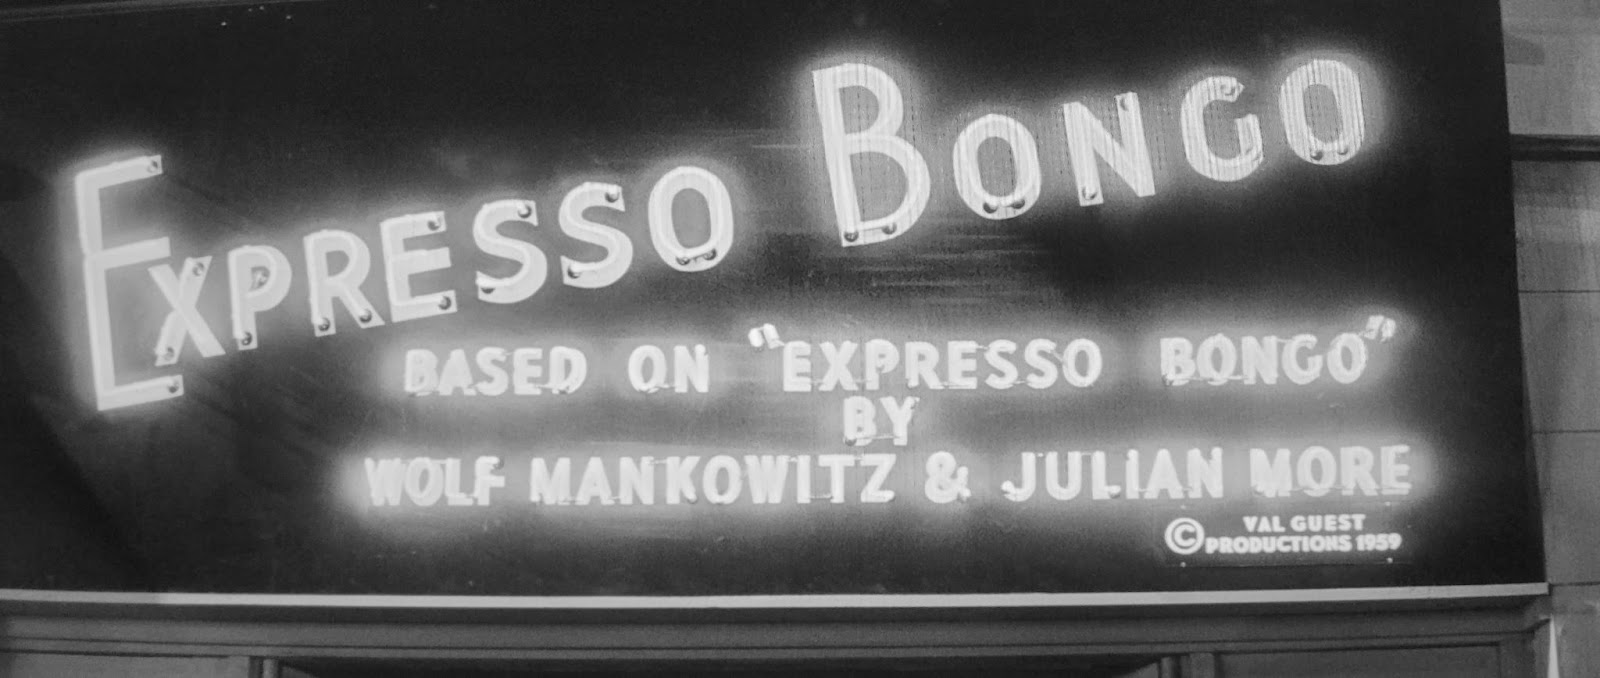 EXPRESSO BONGO
BASED ON "EXPRESSO BONGO"
BY
WOLF MANKOWITZ & JULIAN MORE
© VAL GUEST
PRODUCTIONS 1959